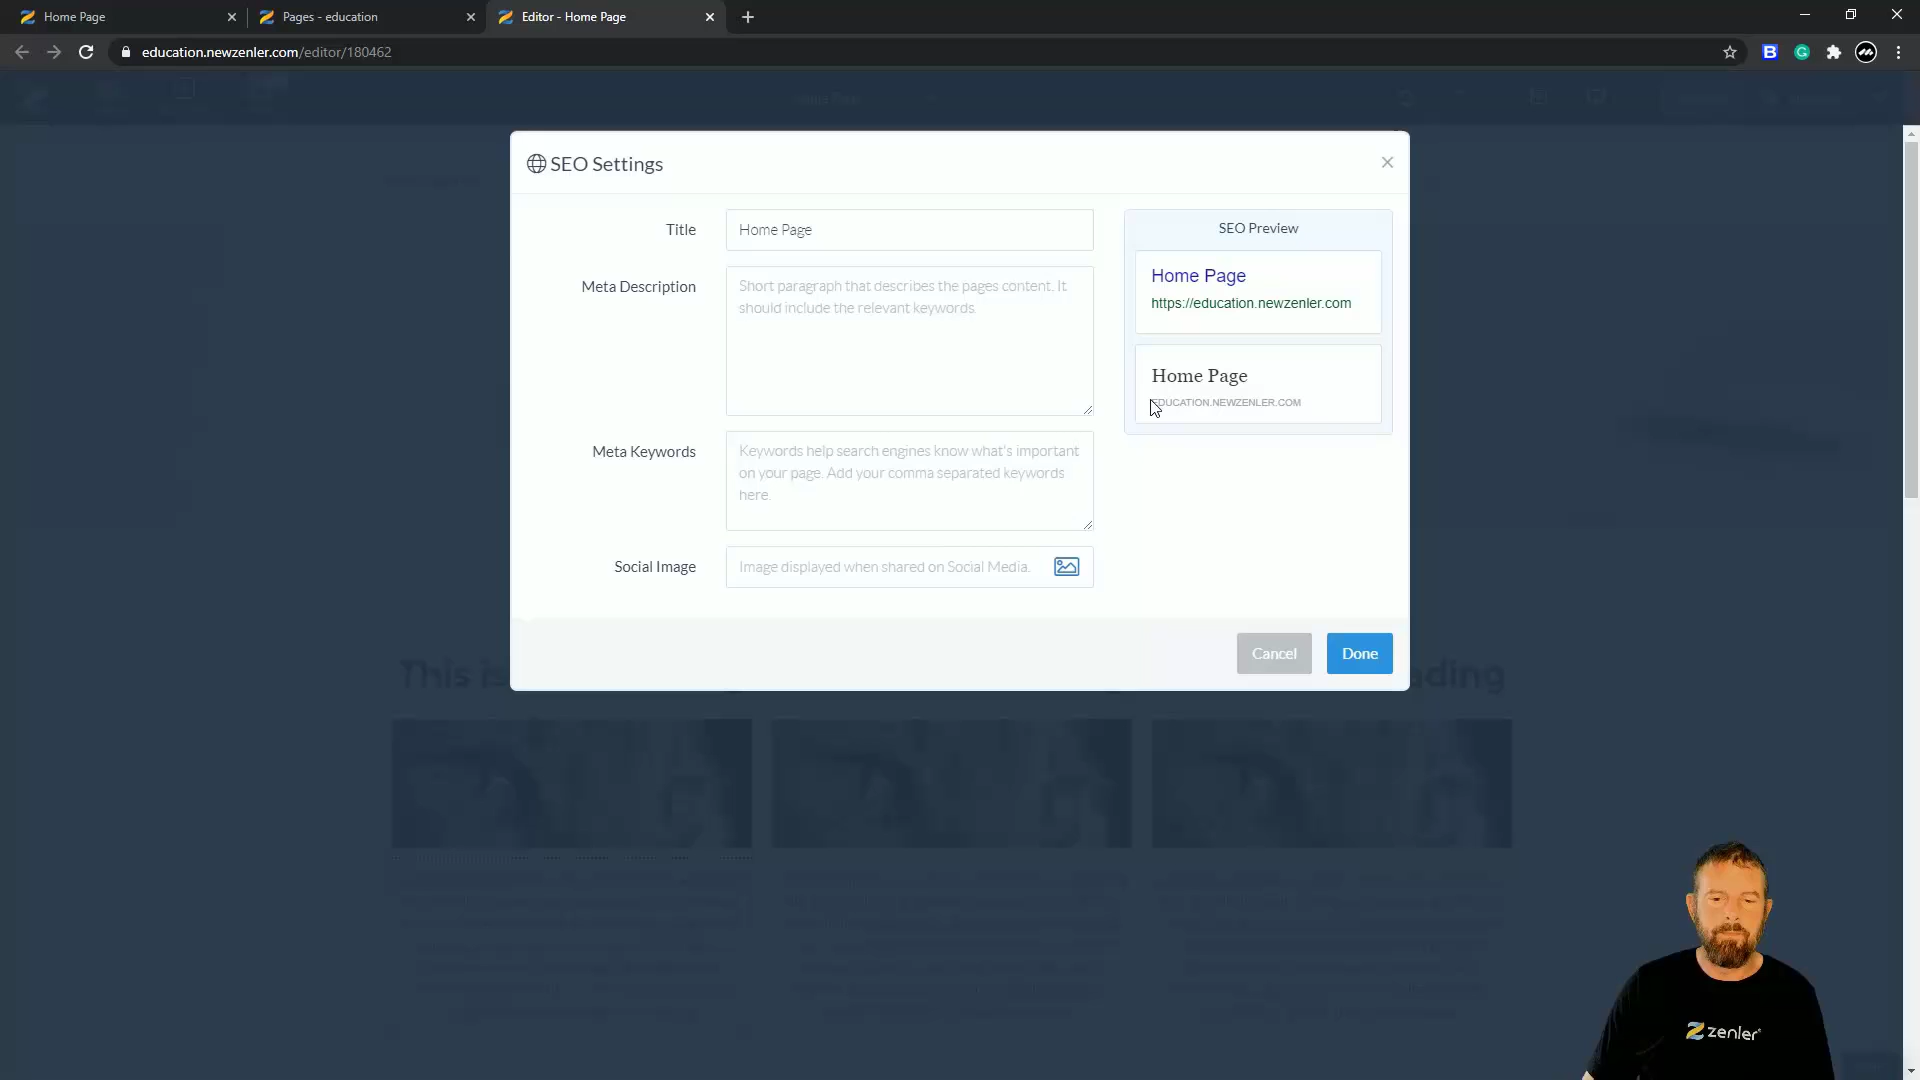 Home Page
Pages - education
Editor - Home Page
education.newzenler.com/editor/180462
SEO Settings
Title
Home Page
Meta Description
Short paragraph that describes the pages content. It
should include the relevant keywords.
Meta Keywords
Keywords help search engines know what's important
on your page. Add your comma separated keywords
here.
Social Image
Image displayed when shared on Social Media.
SEO Preview
Home Page
https://education.newzenler.com
Home Page
EDUCATION.NEWZENLER.COM
Cancel
Done
This is
ading
zenler